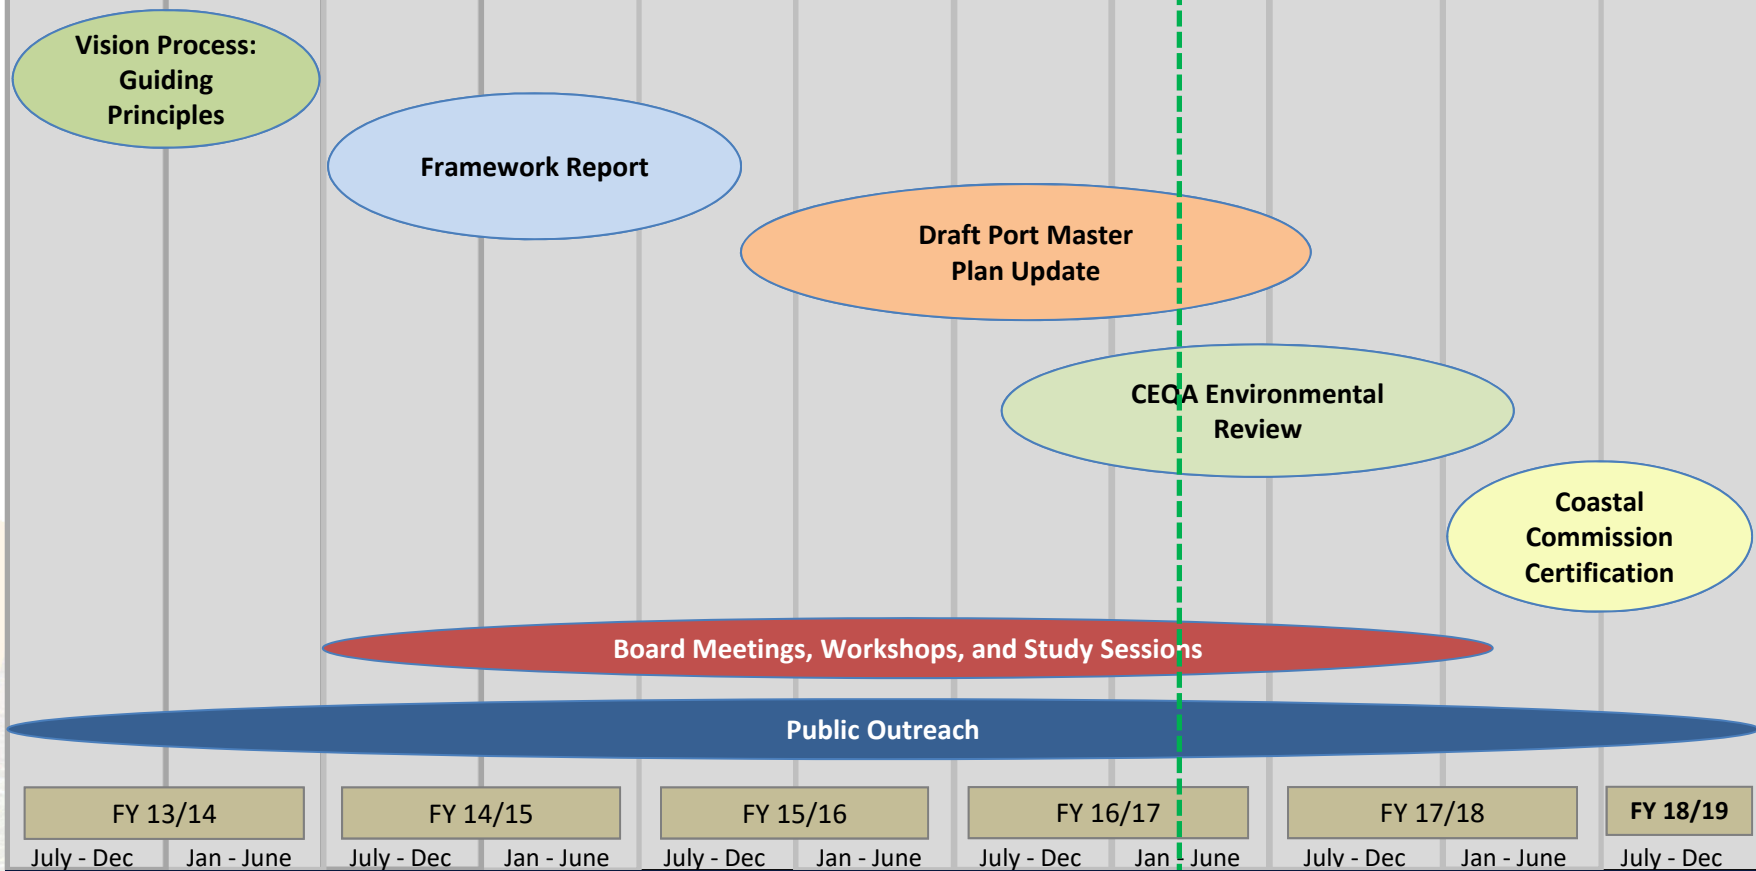 Vision Process:
Guiding
Principles
Framework Report
Draft Port Master
Plan Update
CEQA Environmental
Review
Coastal
Commission
Certification
Board Meetings, Workshops, and Study Sessions
Public Outreach
FY 13/14
FY 14/15
FY 15/16
FY 16/17
FY 17/18
FY 18/19
July - Dec
Jan - June
July - Dec
Jan - June
July - Dec
Jan - June
July - Dec
Jan - June
July - Dec
Jan - June
July - Dec